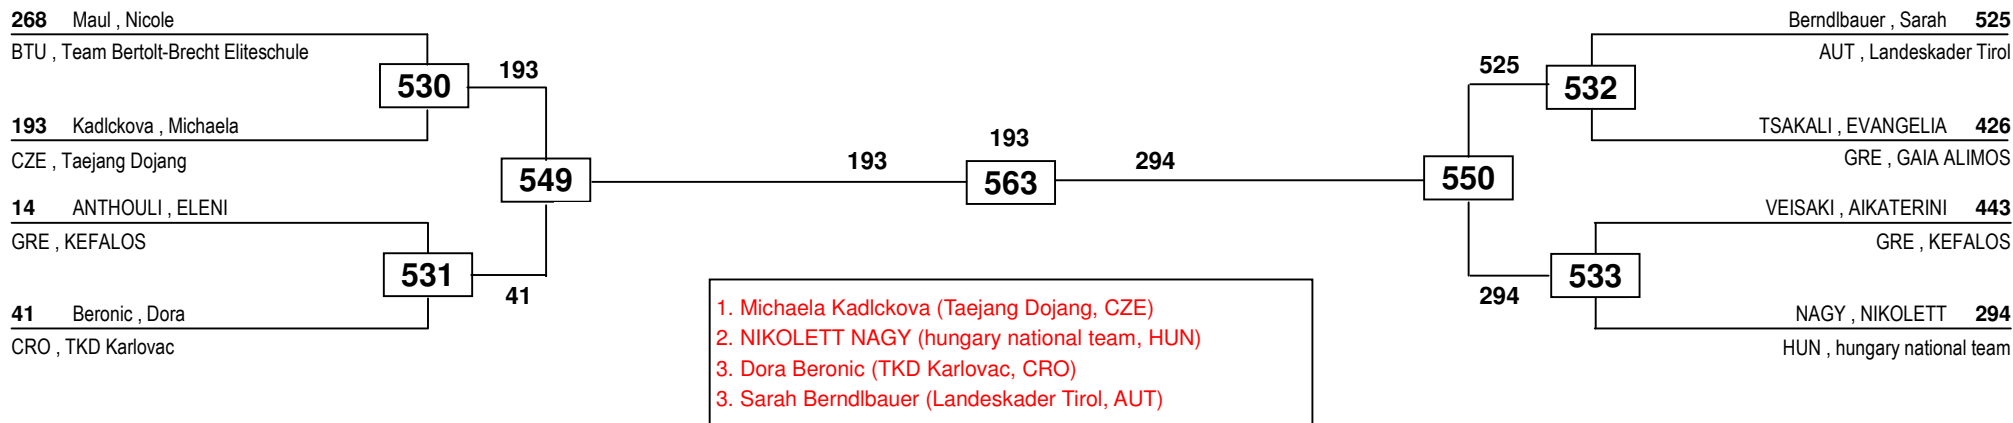 268 Maul , Nicole
BTU , Team Bertolt-Brecht Eliteschule
530
193
193 Kadlckova , Michaela
CZE , Taejang Dojang
549
14 ANTHOULI , ELENI
GRE , KEFALOS
531
41
41 Beronic , Dora
CRO , TKD Karlovac
193
193
563
294
Berndlbauer , Sarah 525
AUT , Landeskader Tirol
525
532
TSAKALI , EVANGELIA 426
GRE , GAIA ALIMOS
550
VEISAKI , AIKATERINI 443
GRE , KEFALOS
533
294
NAGY , NIKOLETT 294
HUN , hungary national team
1. Michaela Kadlckova (Taejang Dojang, CZE)
2. NIKOLETT NAGY (hungary national team, HUN)
3. Dora Beronic (TKD Karlovac, CRO)
3. Sarah Berndlbauer (Landeskader Tirol, AUT)